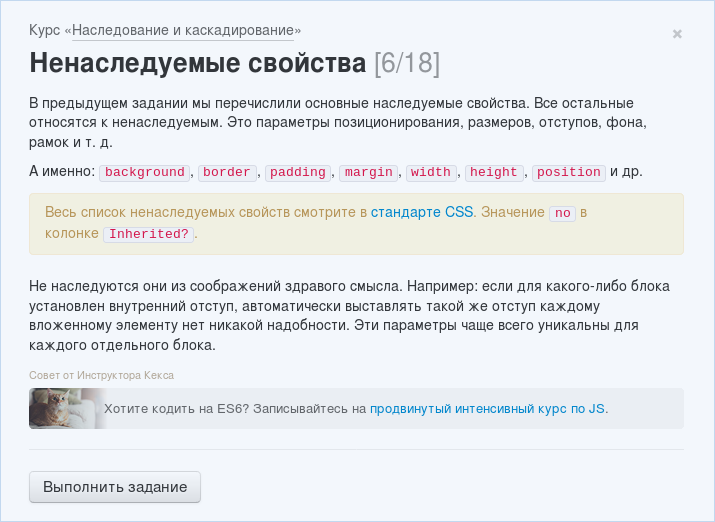 Курс «Наследование и каскадирование»
×
Ненаследуемые свойства [6/18]
В предыдущем задании мы перечислили основные наследуемые свойства. Все остальные
относятся к ненаследуемым. Это параметры позиционирования, размеров, отступов, фона,
рамок и т. д.
А именно: background, border, padding, margin, width, height, position и др.
Весь список ненаследуемых свойств смотрите в стандарте CSS. Значение no в
колонке Inherited?.
Не наследуются они из соображений здравого смысла. Например: если для какого-либо блока
установлен внутренний отступ, автоматически выставлять такой же отступ каждому
вложенному элементу нет никакой надобности. Эти параметры чаще всего уникальны для
каждого отдельного блока.
Совет от Инструктора Кекса
Хотите кодить на ES6? Записывайтесь на продвинутый интенсивный курс по JS.
Выполнить задание